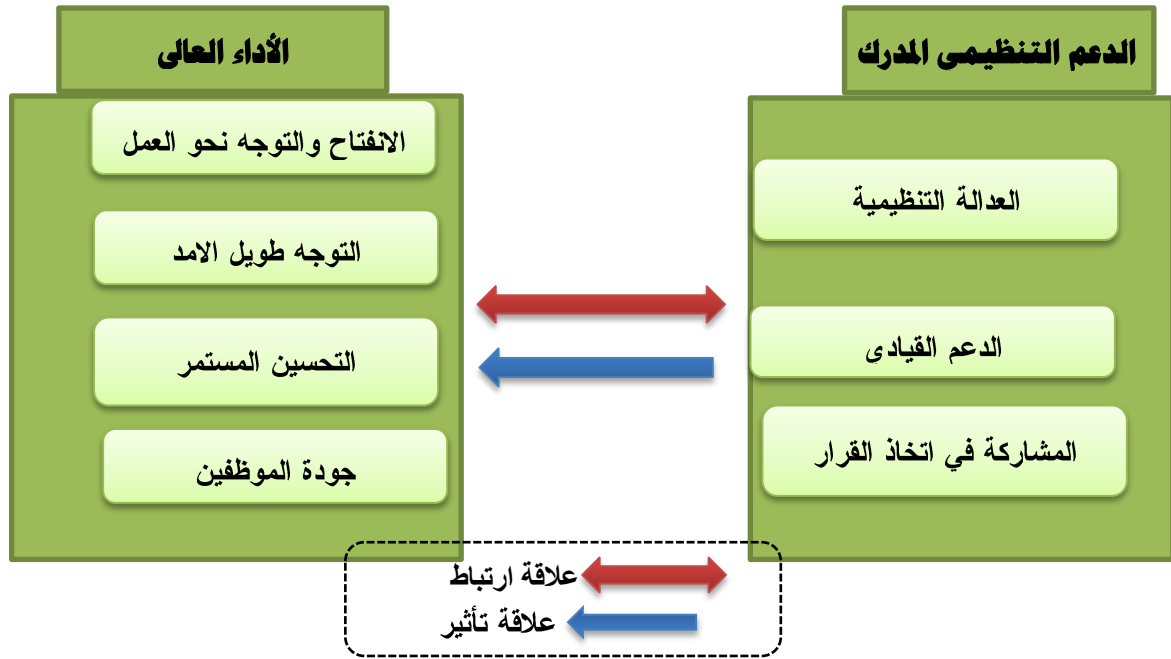 الدعم التنظيمى المدرك
العدالة التنظيمية
الدعم القيادى
المشاركة في اتخاذ القرار
الأداء العالى
الانفتاح والتوجه نحو العمل
التوجه طويل الامد
التحسين المستمر
جودة الموظفين
علاقة ارتباط
علاقة تأثير